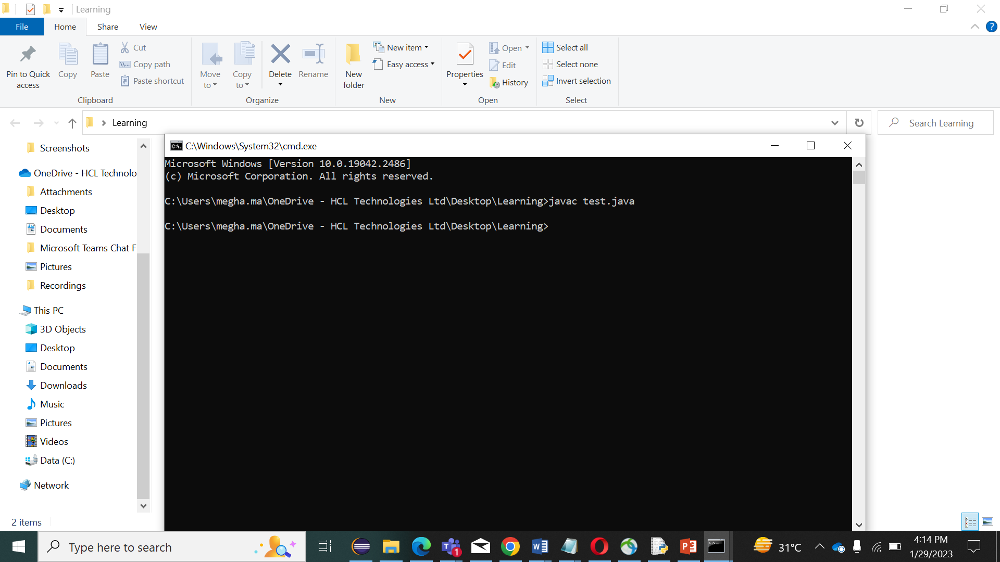 Learning
File Home Share View
Pin to Quick access
Copy
Paste
Cut
Copy path
Paste shortcut
Clipboard
Move to
Copy to
Delete
Rename
Organize
New folder
New item
Easy access
New
Properties
Open
Edit
History
Open
Select all
Select none
Invert selection
Select
Learning
Search Learning
Screenshots
OneDrive - HCL Technolo
Attachments
Desktop
Documents
Microsoft Teams Chat F
Pictures
Recordings
This PC
3D Objects
Desktop
Documents
Downloads
Music
Pictures
Videos
Data (C:)
Network
2 items
C:\Windows\System32\cmd.exe
Microsoft Windows [Version 10.0.19042.2486]
(c) Microsoft Corporation. All rights reserved.
C:\Users\megha.ma\OneDrive - HCL Technologies Ltd\Desktop\Learning>javac test.java
C:\Users\megha.ma\OneDrive - HCL Technologies Ltd\Desktop\Learning>
Type here to search
1
31°C
4:14 PM
1/29/2023